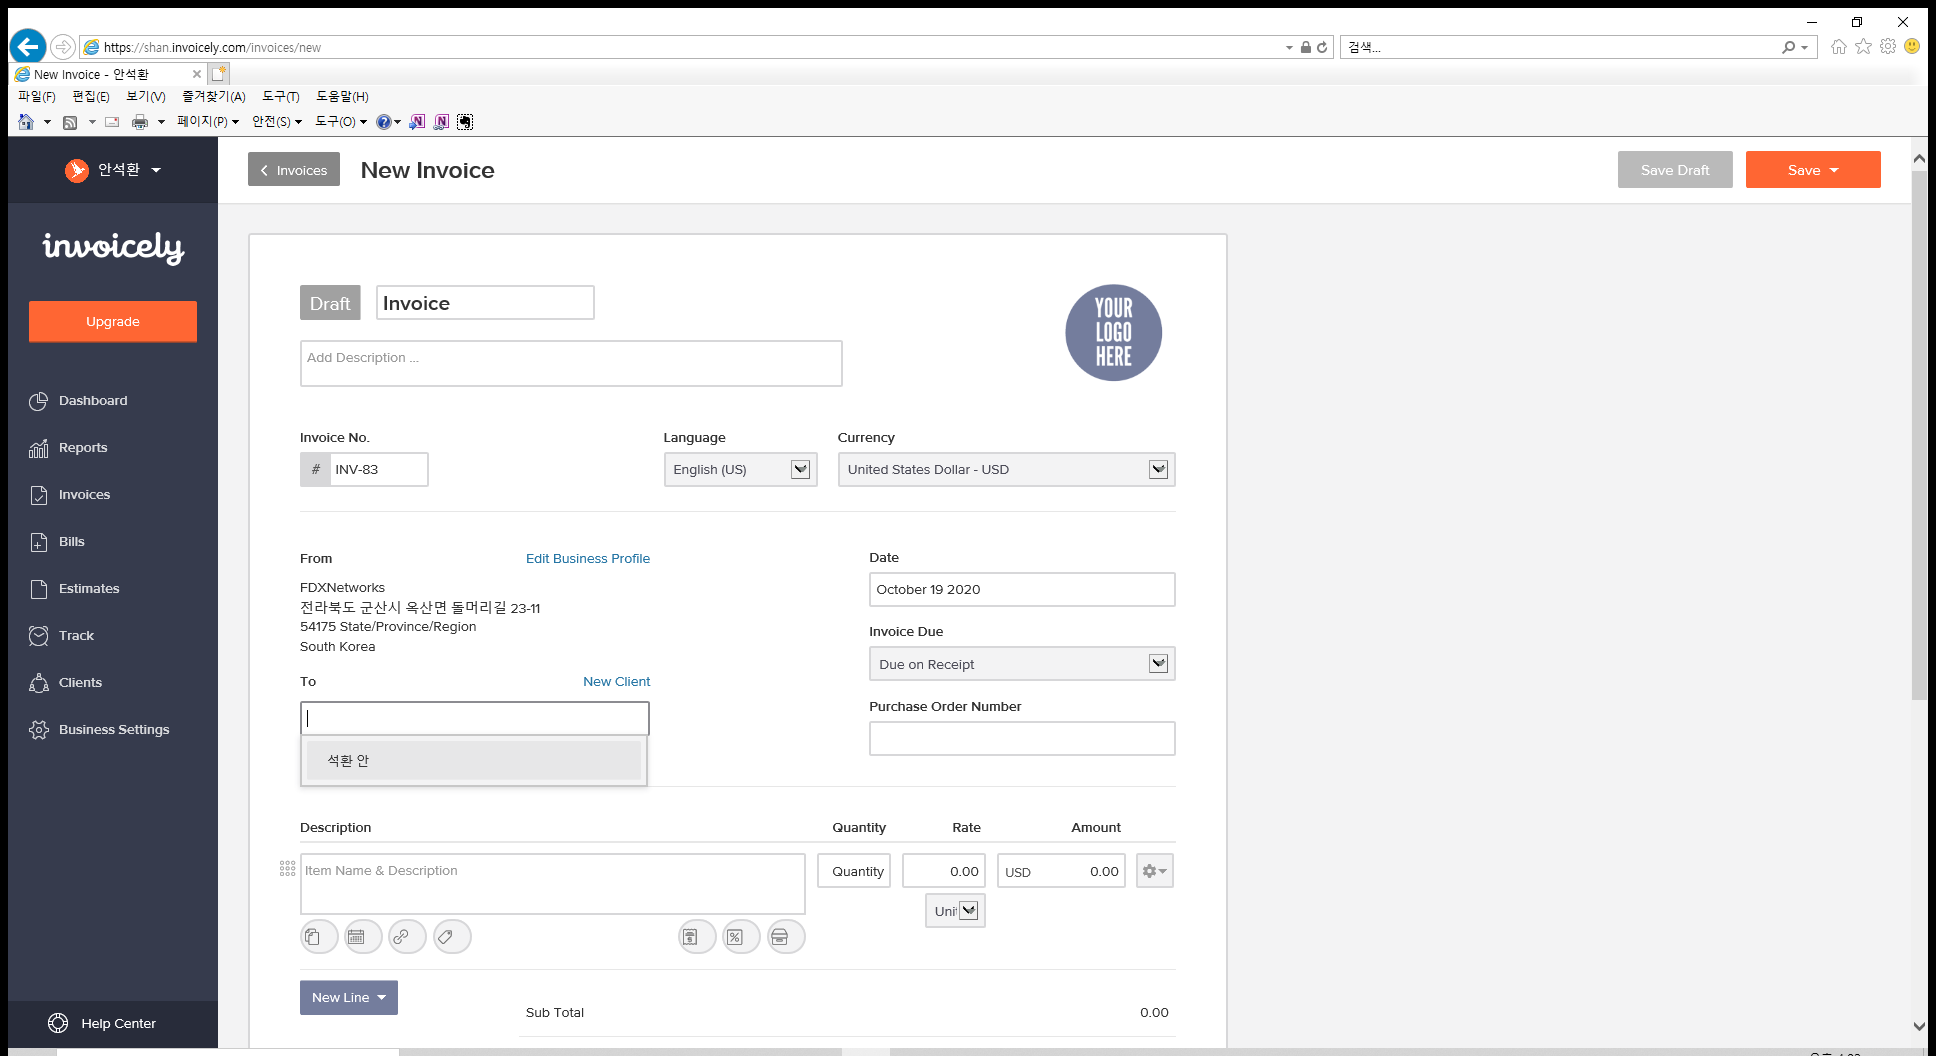 https://shan.invoicely.com/invoices/new
검색...
New Invoice - 안석환
파일(F) 편집(E) 보기(V) 즐겨찾기(A) 도구(T) 도움말(H)
페이지(P) 안전(S) 도구(O)
안석환
Invoices
New Invoice
Save Draft
Save
invoicely
Upgrade
Dashboard
Reports
Invoices
Bills
Estimates
Track
Clients
Business Settings
Help Center
Draft
Invoice
YOUR
LOGO
HERE
Add Description ...
Invoice No.
Language
Currency
# INV-83
English (US)
United States Dollar - USD
From
Edit Business Profile
FDXNetworks
전라북도 군산시 옥산면 돌머리길 23-11
54175 State/Province/Region
South Korea
To
New Client
석환 안
Date
October 19 2020
Invoice Due
Due on Receipt
Purchase Order Number
Description Quantity Rate Amount
Item Name & Description
Quantity
0.00
USD 0.00
Uni
New Line
Sub Total
0.00